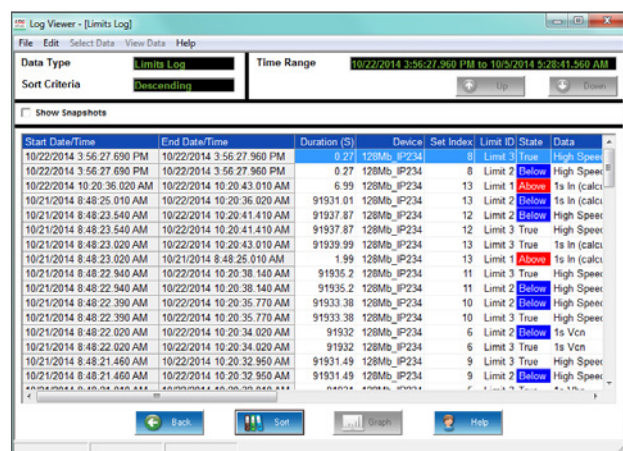 Log Viewer - [Limits Log]
File Edit Select Data View Data Help
Data Type Limits Log Time Range 10/22/2014 3:56:27.960 PM to 10/5/2014 5:28:41.560 AM
Sort Criteria Descending Up Down
Show Snapshots
Start Date/Time End Date/Time Duration (S) Device Set Index Limit ID State Data
10/22/2014 3:56:27.690 PM 10/22/2014 3:56:27.960 PM 0.27 128Mb_IP234 8 Limit 3 True High Speed
10/22/2014 3:56:27.690 PM 10/22/2014 3:56:27.960 PM 0.27 128Mb_IP234 8 Limit 2 Below High Speed
10/22/2014 10:20:36.020 AM 10/22/2014 10:20:43.010 AM 6.99 128Mb_IP234 13 Limit 1 Above 1s In (calcu
10/21/2014 8:48:25.010 AM 10/22/2014 10:20:36.020 AM 91931.01 128Mb_IP234 13 Limit 2 Below 1s In (calcu
10/21/2014 8:48:23.540 AM 10/22/2014 10:20:41.410 AM 91937.87 128Mb_IP234 12 Limit 2 Below High Speed
10/21/2014 8:48:23.540 AM 10/22/2014 10:20:41.410 AM 91937.87 128Mb_IP234 12 Limit 3 True High Speed
10/21/2014 8:48:23.020 AM 10/22/2014 10:20:43.010 AM 91939.99 128Mb_IP234 13 Limit 3 True 1s In (calcu
10/21/2014 8:48:23.020 AM 10/21/2014 8:48:25.010 AM 1.99 128Mb_IP234 13 Limit 1 Above 1s In (calcu
10/21/2014 8:48:22.940 AM 10/22/2014 10:20:38.140 AM 91935.2 128Mb_IP234 11 Limit 3 True High Speed
10/21/2014 8:48:22.940 AM 10/22/2014 10:20:38.140 AM 91935.2 128Mb_IP234 11 Limit 2 Below High Speed
10/21/2014 8:48:22.390 AM 10/22/2014 10:20:35.770 AM 91933.38 128Mb_IP234 10 Limit 2 Below High Speed
10/21/2014 8:48:22.390 AM 10/22/2014 10:20:35.770 AM 91933.38 128Mb_IP234 10 Limit 3 True High Speed
10/21/2014 8:48:22.020 AM 10/22/2014 10:20:34.020 AM 91932 128Mb_IP234 6 Limit 2 Below 1s Vcn
10/21/2014 8:48:22.020 AM 10/22/2014 10:20:34.020 AM 91932 128Mb_IP234 6 Limit 3 True 1s Vcn
10/21/2014 8:48:21.460 AM 10/22/2014 10:20:32.950 AM 91931.49 128Mb_IP234 9 Limit 3 True High Speed
10/21/2014 8:48:21.460 AM 10/22/2014 10:20:32.950 AM 91931.49 128Mb_IP234 9 Limit 2 Below High Speed
Back Sort Graph Help